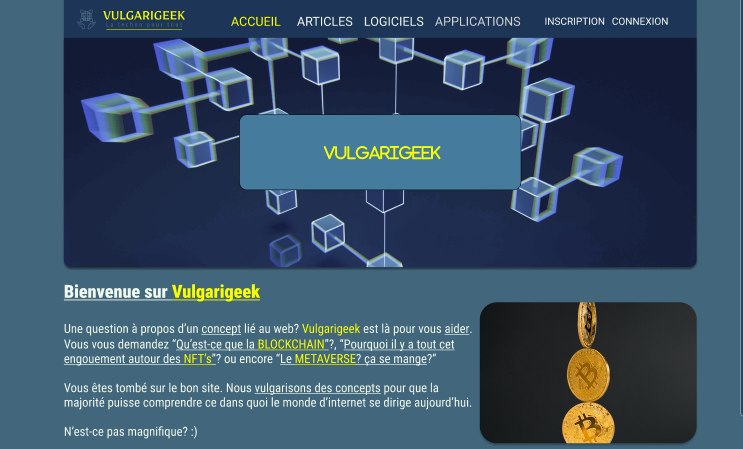 VULGARIGEEK
La techno pour tous
ACCUEIL ARTICLES LOGICIELS APPLICATIONS INSCRIPTION CONNEXION
VULGARIGEEK
Bienvenue sur Vulgarigeek
Une question à propos d'un concept lié au web? Vulgarigeek est là pour vous aider.
Vous vous demandez “Qu'est-ce que la BLOCKCHAIN”?, “Pourquoi il y a tout cet
engouement autour des NFT's”? ou encore “Le METAVERSE? ça se mange?”
Vous êtes tombé sur le bon site. Nous vulgarisons des concepts pour que la
majorité puisse comprendre ce dans quoi le monde d'internet se dirige aujourd'hui.
N'est-ce pas magnifique? :)